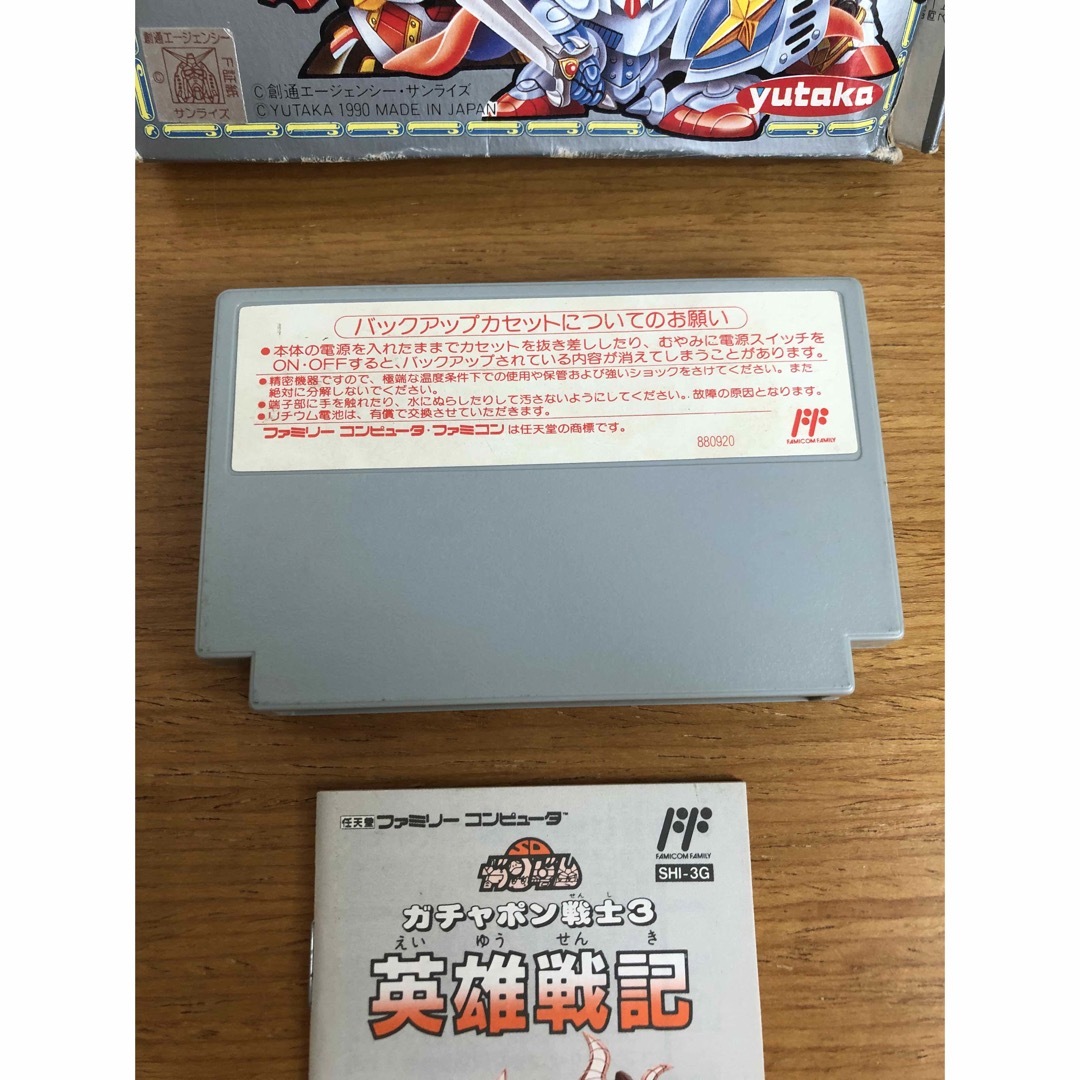 創通エージェンシー
©
サンライズ
C創通エージェンシー・サンライズ
©YUTAKA 1990 MADE IN JAPAN
yutaka
バックアップカセットについてのお願い
●本体の電源を入れたままでカセットを抜き差ししたり、むやみに電源スイッチを
ON・OFFすると、バックアップされている内容が消えてしまうことがあります。
●精密機器ですので、極端な温度条件下での使用や保管および強いショックをさけてください。また
絶対に分解しないでください。
●端子部に手を触れたり、水にぬらしたりして汚さないようにしてください。故障の原因となります。
●リチウム電池は、有償で交換させていただきます。
ファミリー コンピュータ・ファミコンは任天堂の商標です。
880920
FAMICOM FAMILY
任天堂 ファミリー コンピュータ™
FAMICOM FAMILY
SHI-3G
SD
ガンダム
せん し
ガチャポン戦士3
えい ゆう せん き
英雄戦記